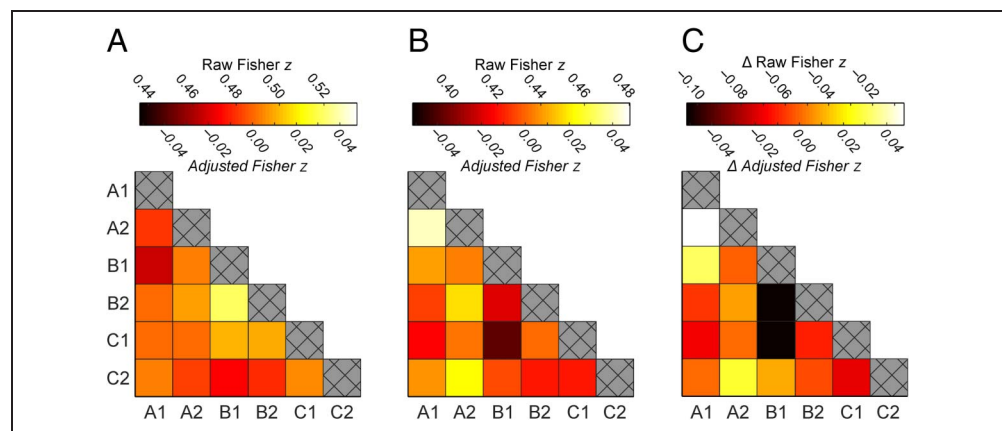 A
B
C
Raw Fisher z
Raw Fisher z
Δ Raw Fisher z
0.44 0.46 0.48 0.50 0.52
0.40 0.42 0.44 0.46 0.48
−0.10 −0.08 −0.06 −0.04 −0.02
−0.04 −0.02 0.00 0.02 0.04
−0.04 −0.02 0.00 0.02 0.04
−0.04 −0.02 0.00 0.02 0.04
Adjusted Fisher z
Adjusted Fisher z
Δ Adjusted Fisher z
A1
A2
B1
B2
C1
C2
A1 A2 B1 B2 C1 C2
A1 A2 B1 B2 C1 C2
A1 A2 B1 B2 C1 C2